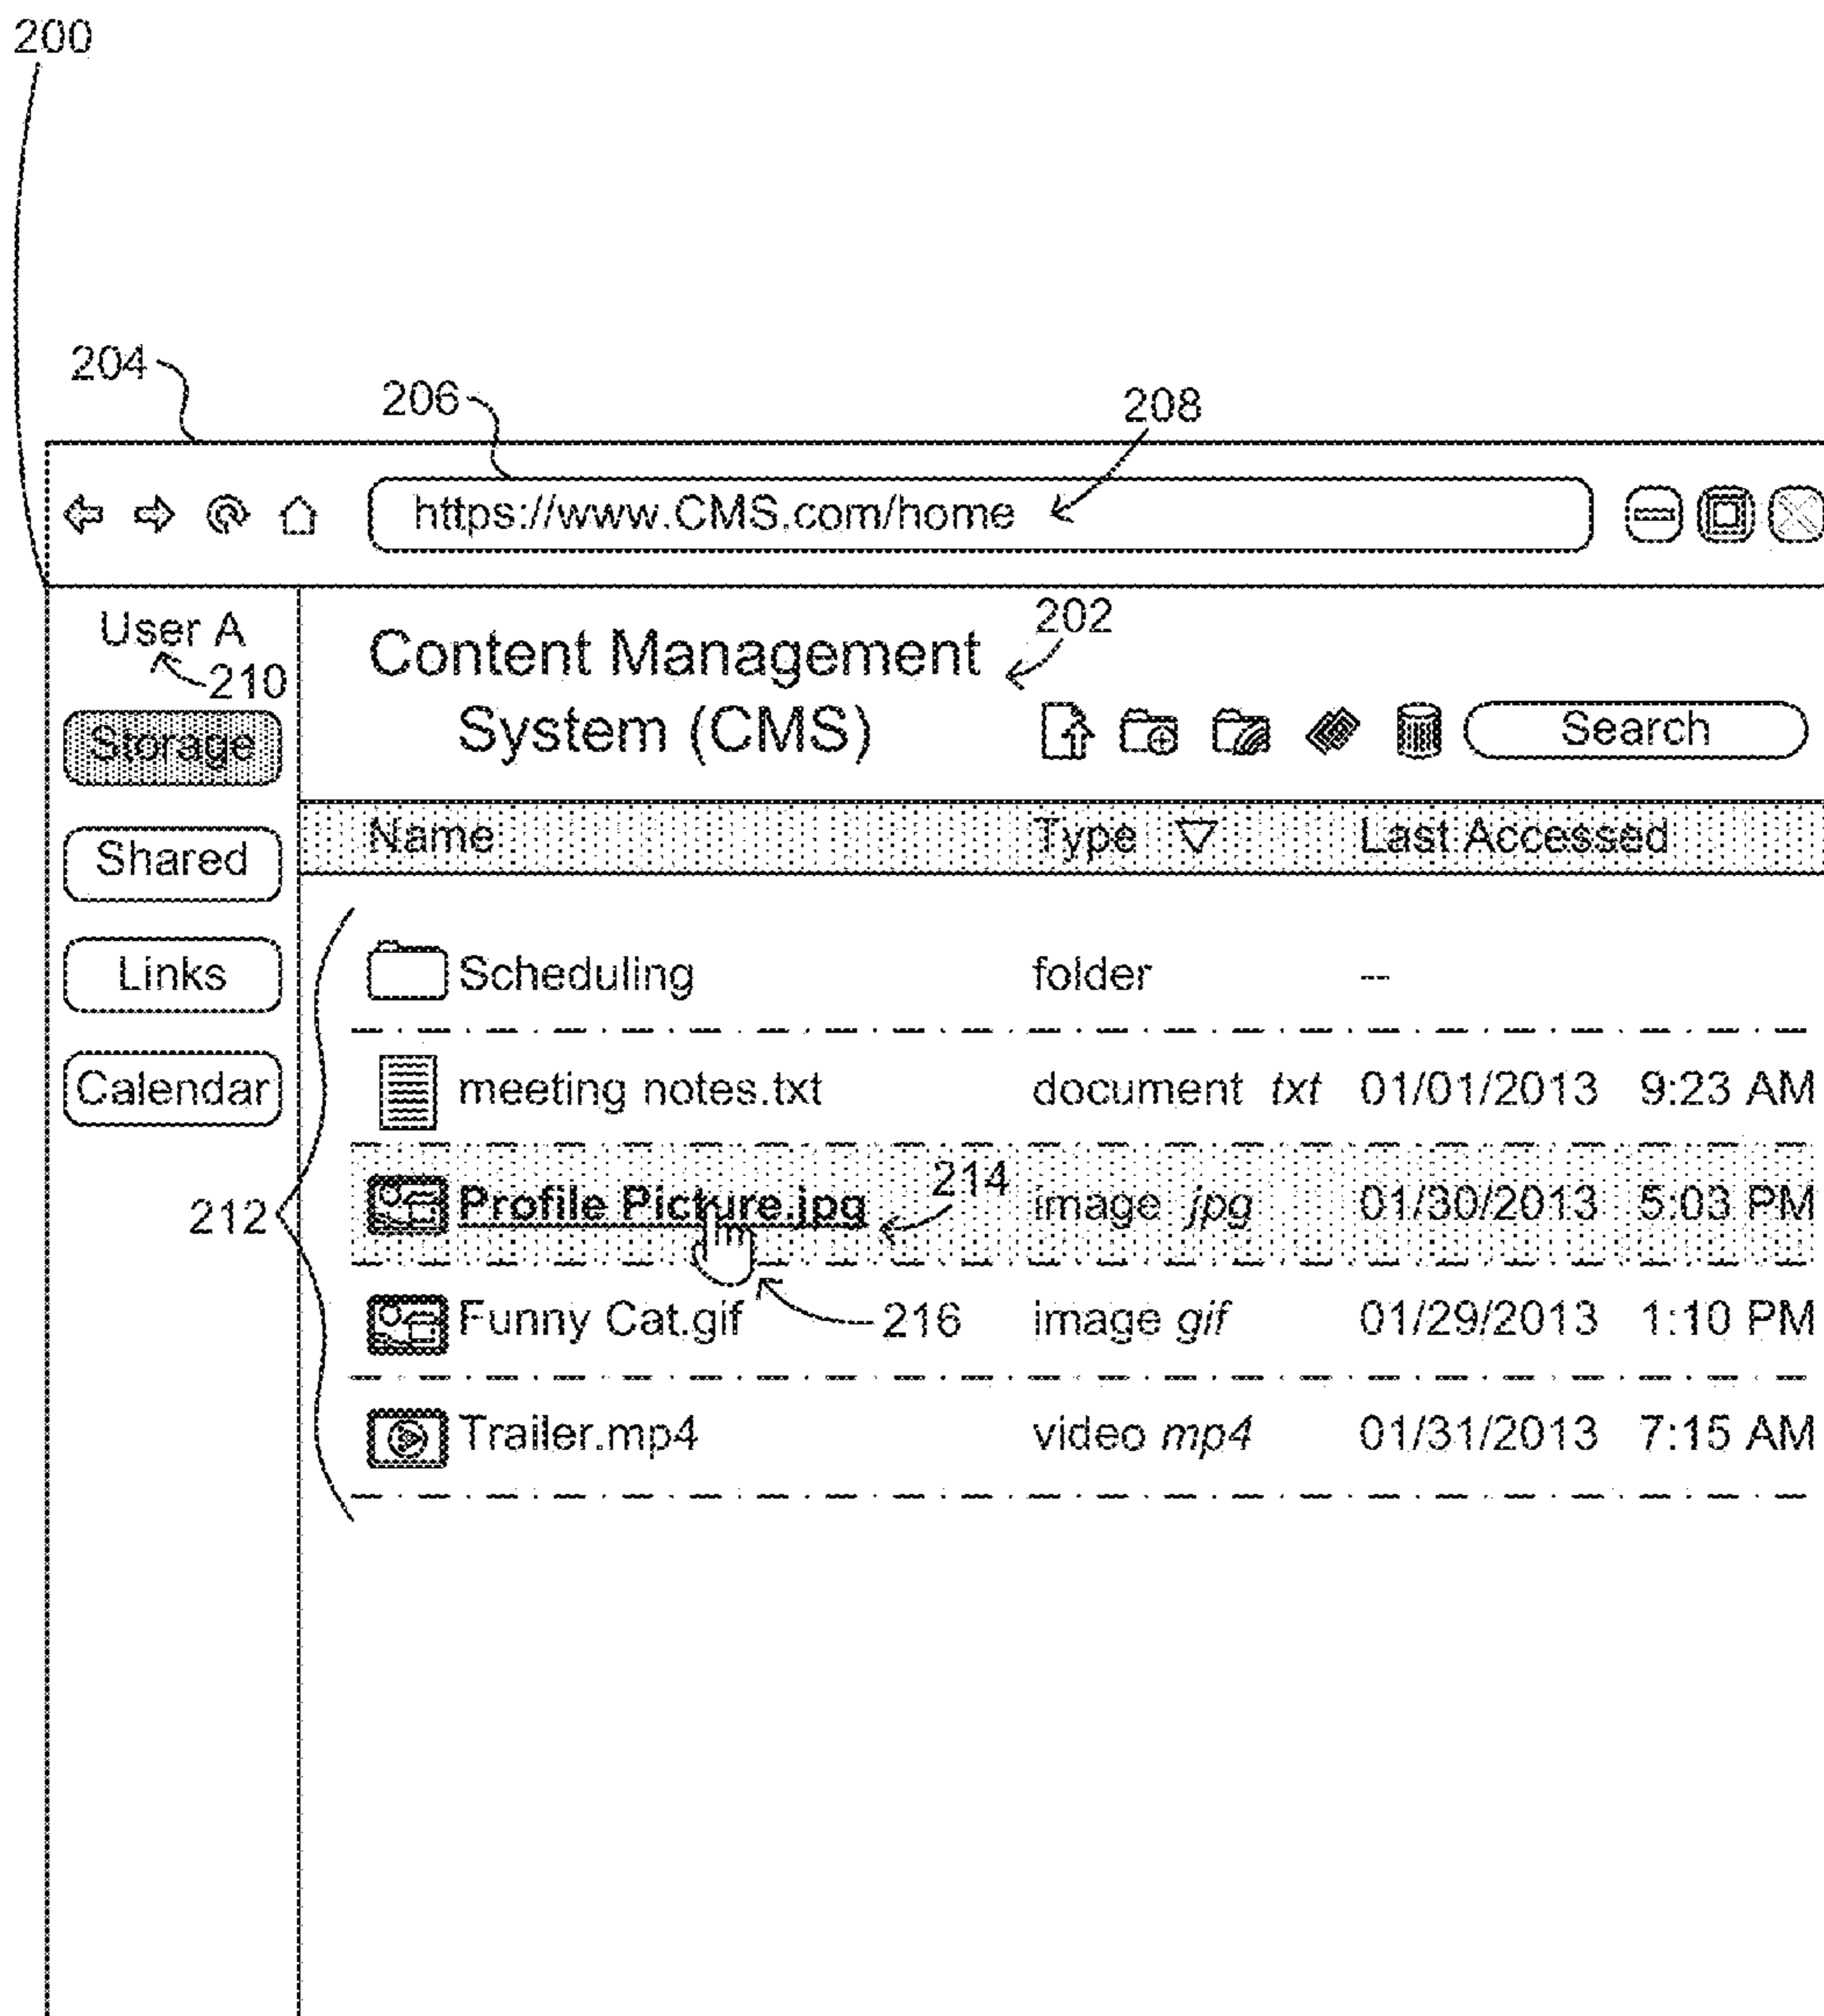 200
204
206
208
https://www.CMS.com/home
User A
210
Content Management
System (CMS)
202
Search
Storage
Shared
Links
Calendar
Name Type Last Accessed
Scheduling folder --
meeting notes.txt document txt 01/01/2013 9:23 AM
Profile Picture.jpg 214 image jpg 01/30/2013 5:03 PM
212
Funny Cat.gif 216 image gif 01/29/2013 1:10 PM
Trailer.mp4 video mp4 01/31/2013 7:15 AM